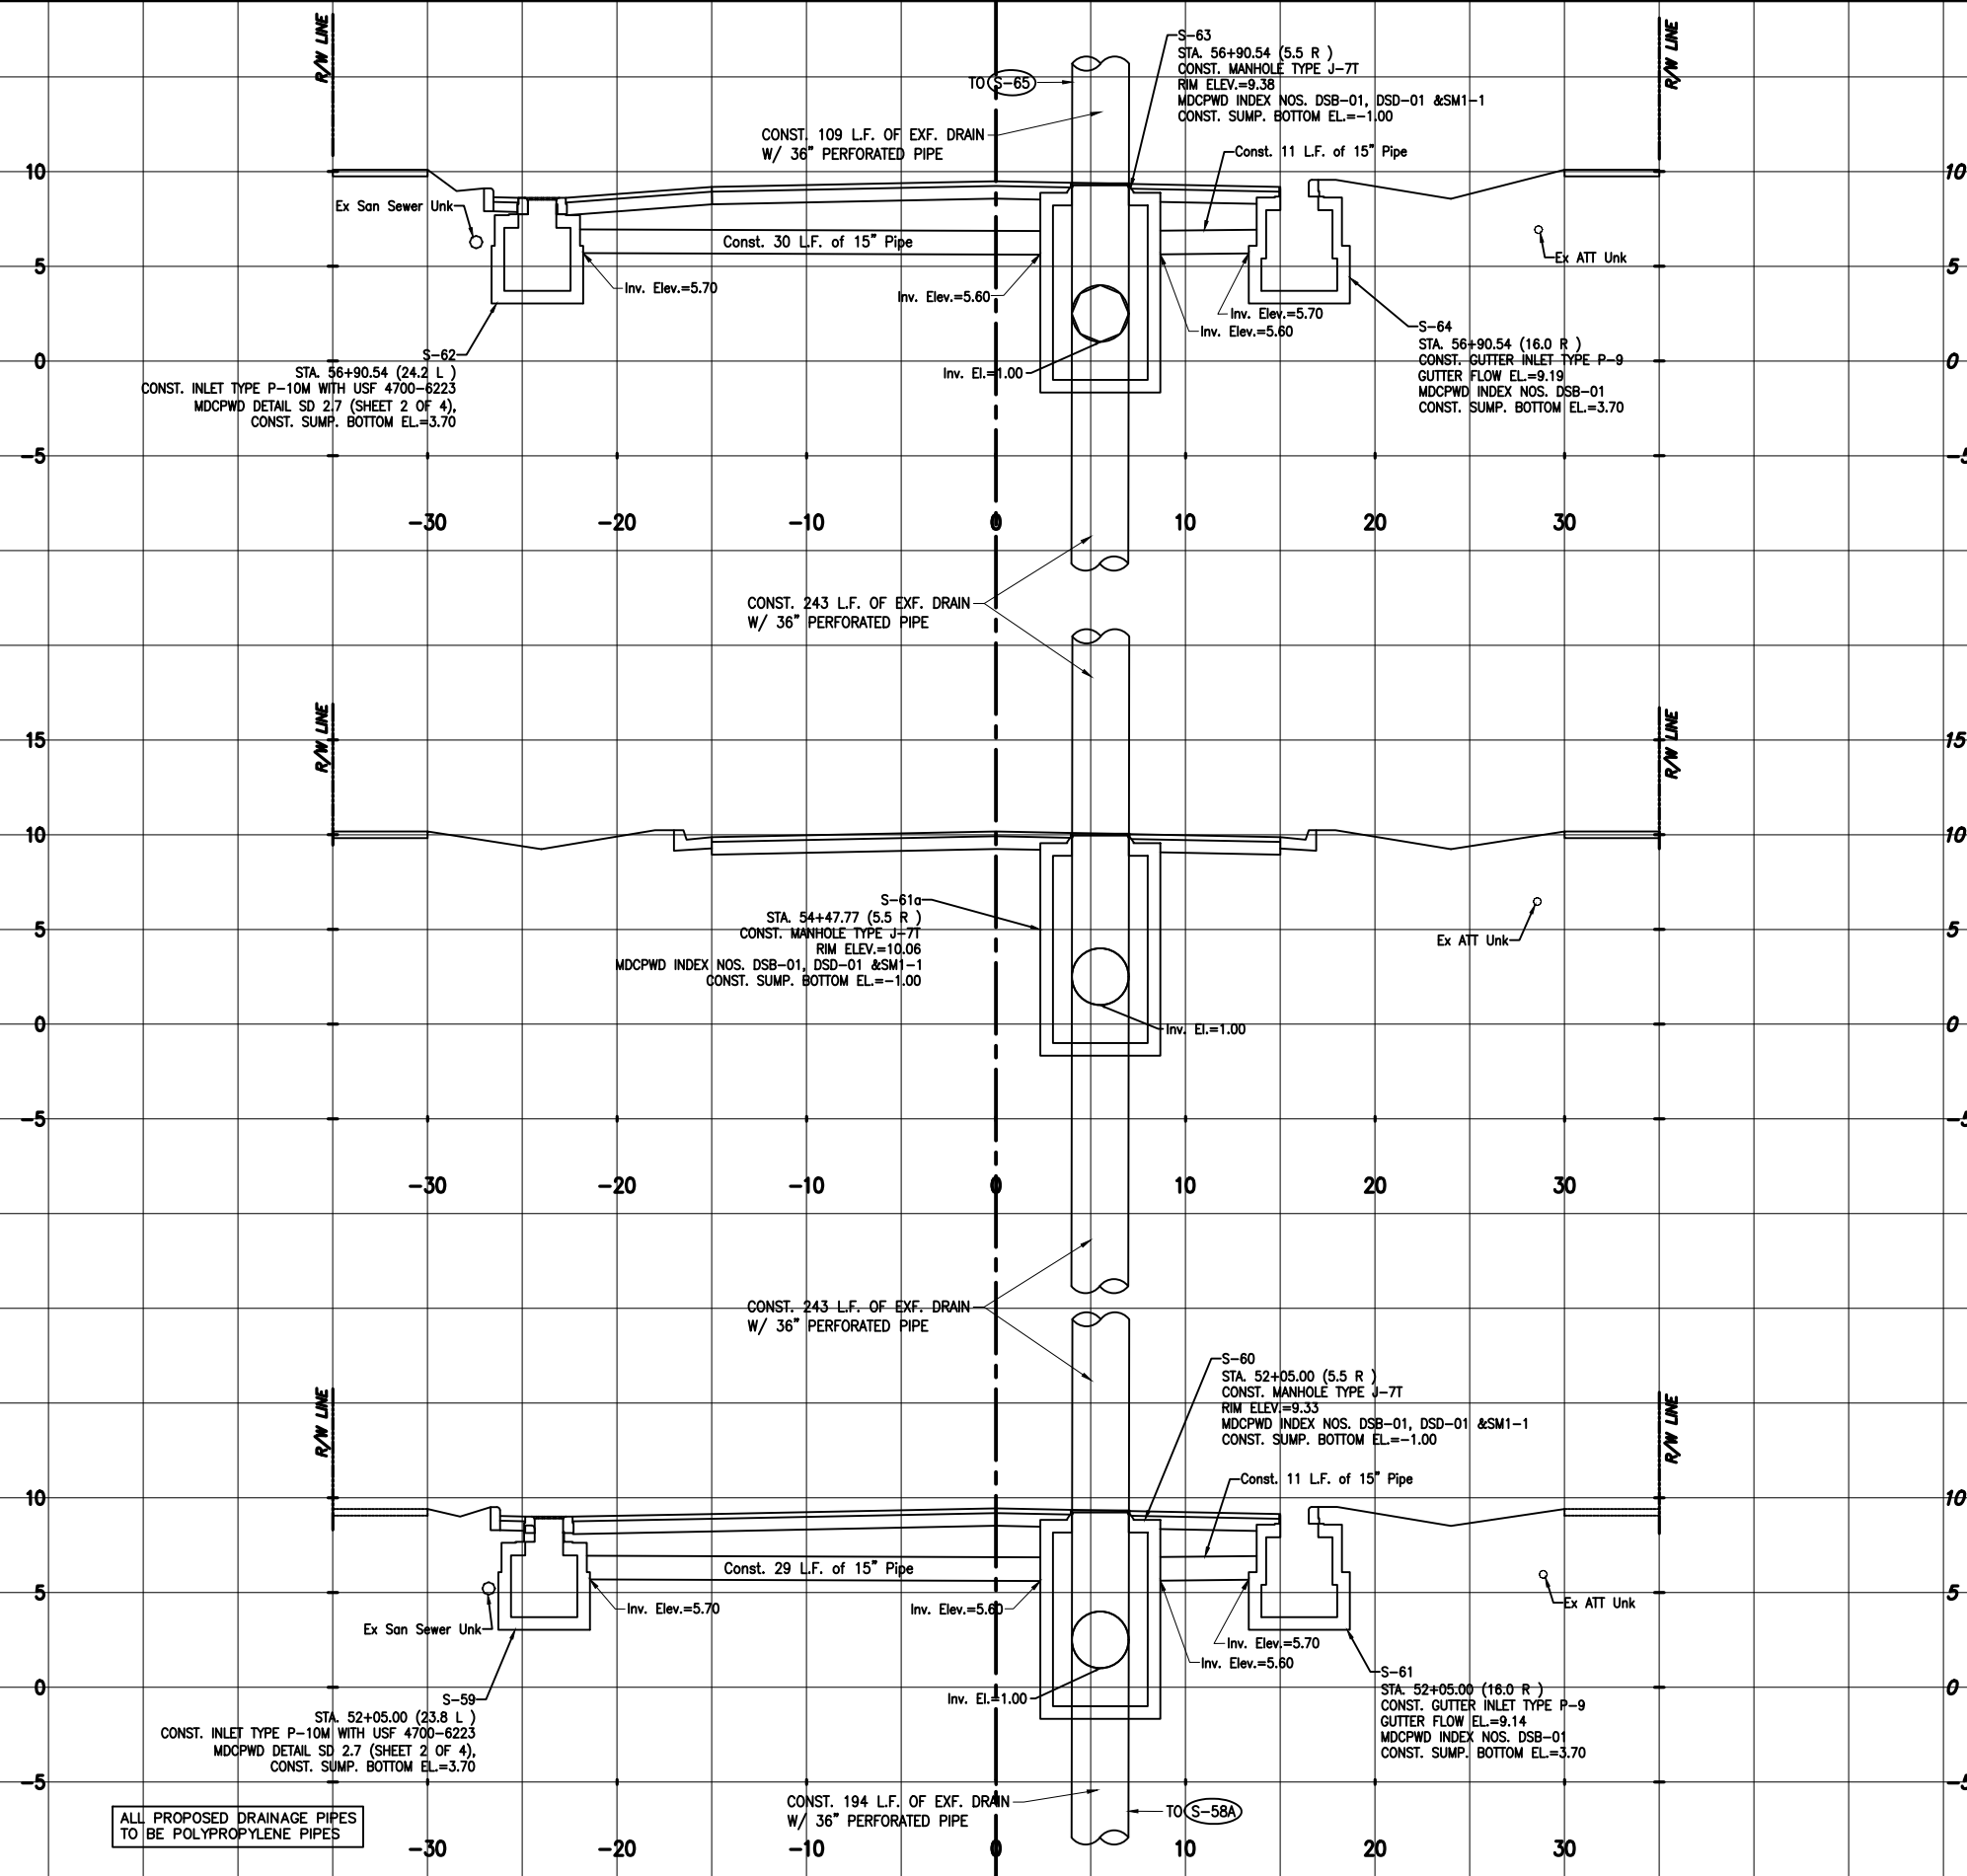 R/W LINE
R/W LINE
S-63
STA. 56+90.54 (5.5 R )
CONST. MANHOLE TYPE J-7T
RIM ELEV.=9.38
MDCPWD INDEX NOS. DSB-01, DSD-01 &SM1-1
CONST. SUMP. BOTTOM EL.=-1.00
TO S-65
CONST. 109 L.F. OF EXF. DRAIN
W/ 36" PERFORATED PIPE
Const. 11 L.F. of 15" Pipe
10
10
Ex San Sewer Unk
Const. 30 L.F. of 15" Pipe
Ex ATT Unk
5
5
Inv. Elev.=5.70
Inv. Elev.=5.60
Inv. Elev.=5.70
Inv. Elev.=5.60
S-62
STA. 56+90.54 (24.2 L )
CONST. INLET TYPE P-10M WITH USF 4700-6223
MDCPWD DETAIL SD 2.7 (SHEET 2 OF 4),
CONST. SUMP. BOTTOM EL.=3.70
Inv. El.=1.00
S-64
STA. 56+90.54 (16.0 R )
CONST. GUTTER INLET TYPE P-9
GUTTER FLOW EL.=9.19
MDCPWD INDEX NOS. DSB-01
CONST. SUMP. BOTTOM EL.=3.70
0
0
-5
-5
-30 -20 -10 0 10 20 30
CONST. 243 L.F. OF EXF. DRAIN
W/ 36" PERFORATED PIPE
R/W LINE
R/W LINE
15
15
10
10
S-61a
STA. 54+47.77 (5.5 R )
CONST. MANHOLE TYPE J-7T
RIM ELEV.=10.06
MDCPWD INDEX NOS. DSB-01, DSD-01 &SM1-1
CONST. SUMP. BOTTOM EL.=-1.00
Ex ATT Unk
5
5
Inv. El.=1.00
0
0
-5
-5
-30 -20 -10 0 10 20 30
CONST. 243 L.F. OF EXF. DRAIN
W/ 36" PERFORATED PIPE
S-60
STA. 52+05.00 (5.5 R )
CONST. MANHOLE TYPE J-7T
RIM ELEV.=9.33
MDCPWD INDEX NOS. DSB-01, DSD-01 &SM1-1
CONST. SUMP. BOTTOM EL.=-1.00
R/W LINE
R/W LINE
Const. 11 L.F. of 15" Pipe
10
10
Const. 29 L.F. of 15" Pipe
5
5
Ex San Sewer Unk
Inv. Elev.=5.70
Inv. Elev.=5.60
Inv. Elev.=5.70
Inv. Elev.=5.60
Ex ATT Unk
S-59
STA. 52+05.00 (23.8 L )
CONST. INLET TYPE P-10M WITH USF 4700-6223
MDCPWD DETAIL SD 2.7 (SHEET 2 OF 4),
CONST. SUMP. BOTTOM EL.=3.70
Inv. El.=1.00
S-61
STA. 52+05.00 (16.0 R )
CONST. GUTTER INLET TYPE P-9
GUTTER FLOW EL.=9.14
MDCPWD INDEX NOS. DSB-01
CONST. SUMP. BOTTOM EL.=3.70
0
0
-5
-5
CONST. 194 L.F. OF EXF. DRAIN
W/ 36" PERFORATED PIPE
TO S-58A
ALL PROPOSED DRAINAGE PIPES
TO BE POLYPROPYLENE PIPES
-30 -20 -10 0 10 20 30